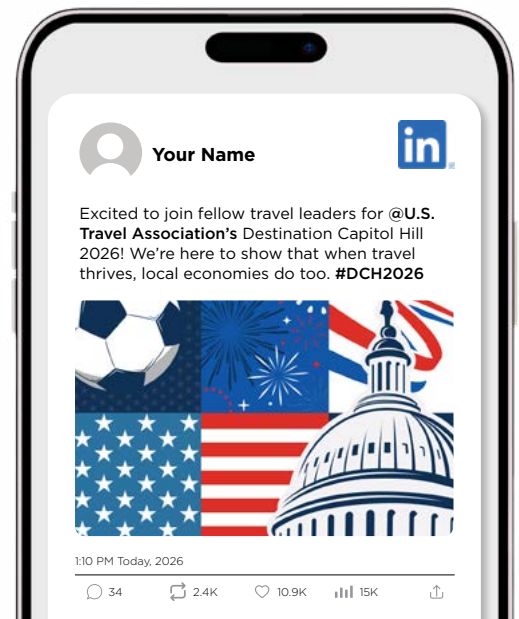 Your Name
in
Excited to join fellow travel leaders for @U.S.
Travel Association’s Destination Capitol Hill
2026! We’re here to show that when travel
thrives, local economies do too. #DCH2026
1:10 PM Today, 2026
34 2.4K 10.9K 15K